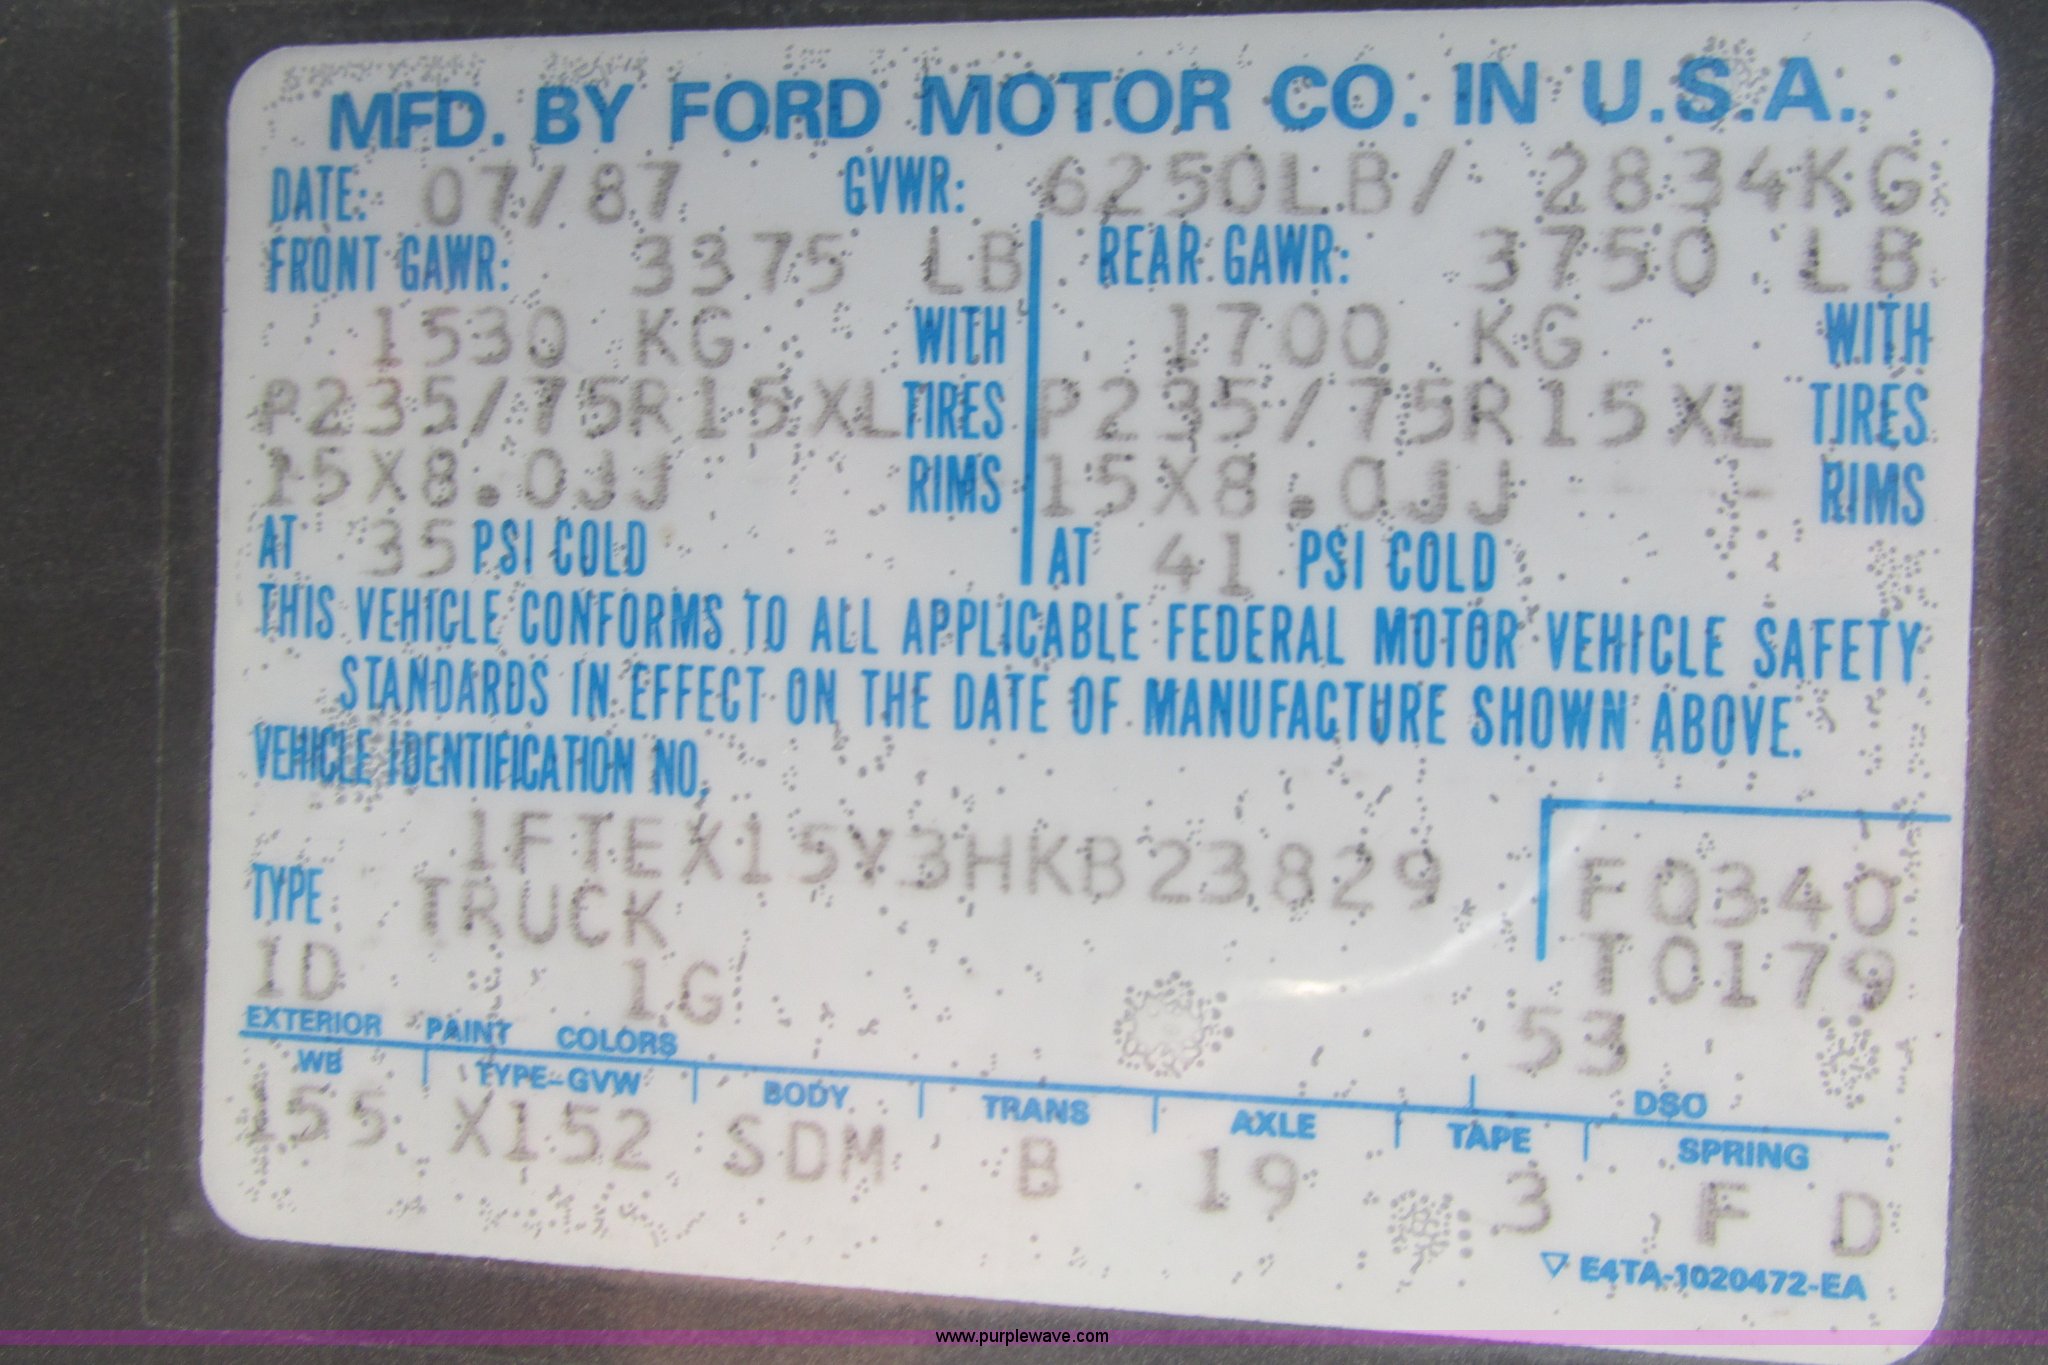 MFD. BY FORD MOTOR CO. IN U.S.A.
DATE: 07/87 GVWR: 6250LB/ 2834KG
FRONT GAWR: 3375 LB REAR GAWR: 3750 LB
1530 KG WITH 1700 KG WITH
P235/75R15XL TIRES P235/75R15XL TIRES
15X8.0JJ RIMS 15X8.0JJ RIMS
AT 35 PSI COLD AT 41 PSI COLD
THIS VEHICLE CONFORMS TO ALL APPLICABLE FEDERAL MOTOR VEHICLE SAFETY
STANDARDS IN EFFECT ON THE DATE OF MANUFACTURE SHOWN ABOVE.
VEHICLE IDENTIFICATION NO.
1FTEX15Y3HKB23829 F0340
TYPE TRUCK T0179
1D 1G 53
EXTERIOR PAINT COLORS DSO
WB TYPE-GVW BODY TRANS AXLE TAPE SPRING
155 X152 SDM B 19 3 F D
▽ E4TA-1020472-EA
www.purplewave.com